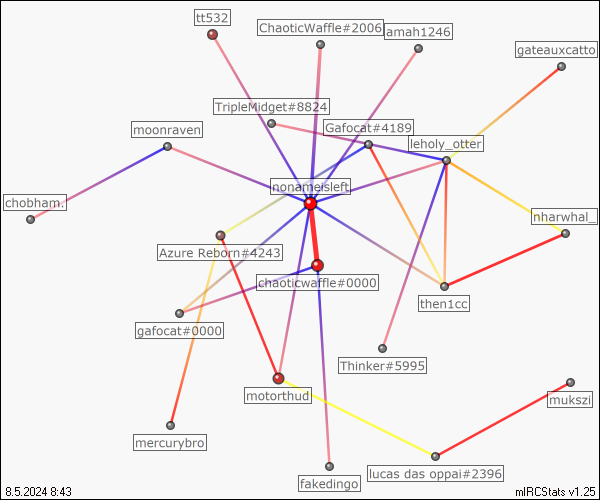 tt532
ChaoticWaffle#2006
amah1246
gateauxcatto
TripleMidget#8824
Gafocat#4189
moonraven
leholy_otter
nonameisleft
chobham.
nharwhal_
Azure Reborn#4243
chaoticwaffle#0000
then1cc
gafocat#0000
Thinker#5995
motorthud
mukszi
mercurybro
lucas das oppai#2396
fakedingo
8.5.2024 8:43
mIRCStats v1.25